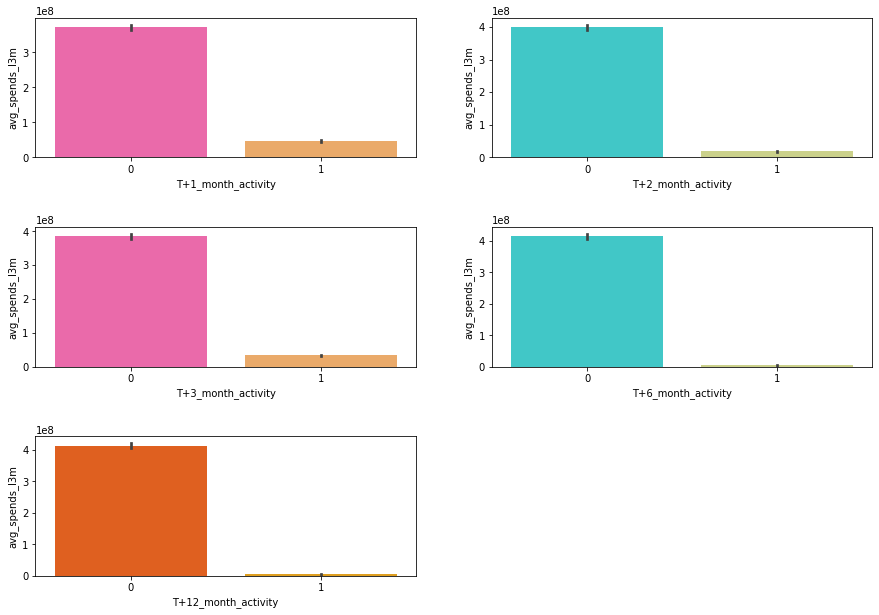 1e8
avg_spends_l3m
3
2
1
0
0 1
T+1_month_activity
1e8
avg_spends_l3m
4
3
2
1
0
0 1
T+2_month_activity
1e8
avg_spends_l3m
4
3
2
1
0
0 1
T+3_month_activity
1e8
avg_spends_l3m
4
3
2
1
0
0 1
T+6_month_activity
1e8
avg_spends_l3m
4
3
2
1
0
0 1
T+12_month_activity